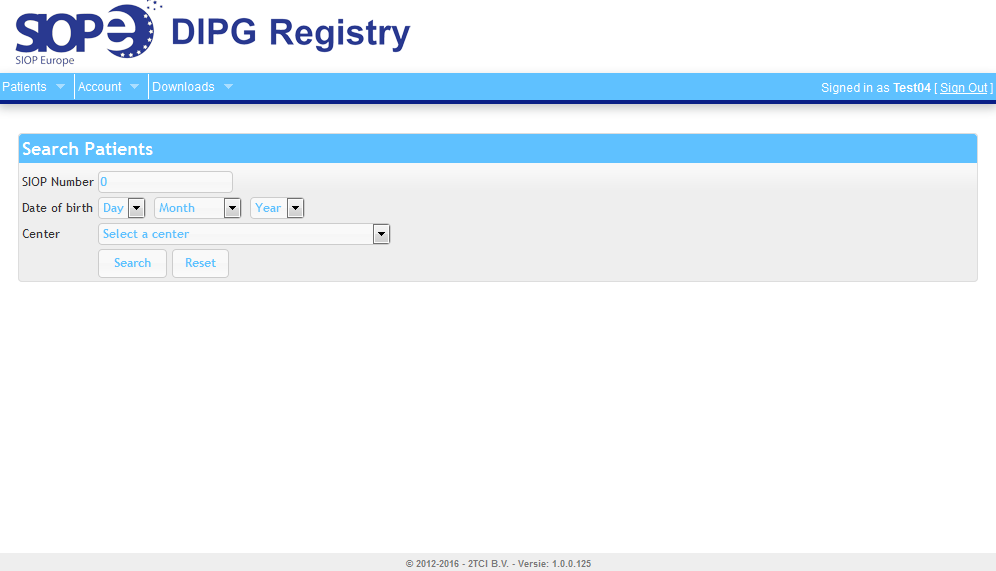 SIOPe DIPG Registry
SIOP Europe
Patients Account Downloads Signed in as Test04 [ Sign Out ]
Search Patients
SIOP Number 0
Date of birth Day Month Year
Center Select a center
Search Reset
© 2012-2016 - 2TCI B.V. - Versie: 1.0.0.125